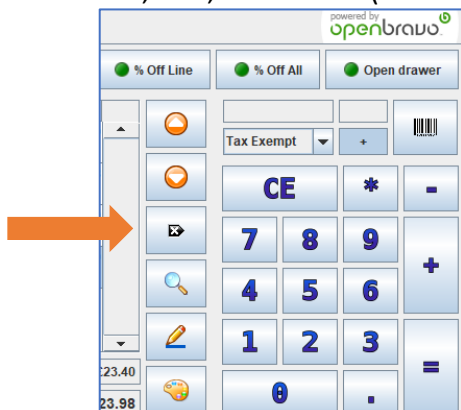 powered by
openbravo
% Off Line % Off All Open drawer
Tax Exempt +
CE * -
7 8 9
+
4 5 6
1 2 3
23.40 =
23.98 0 .